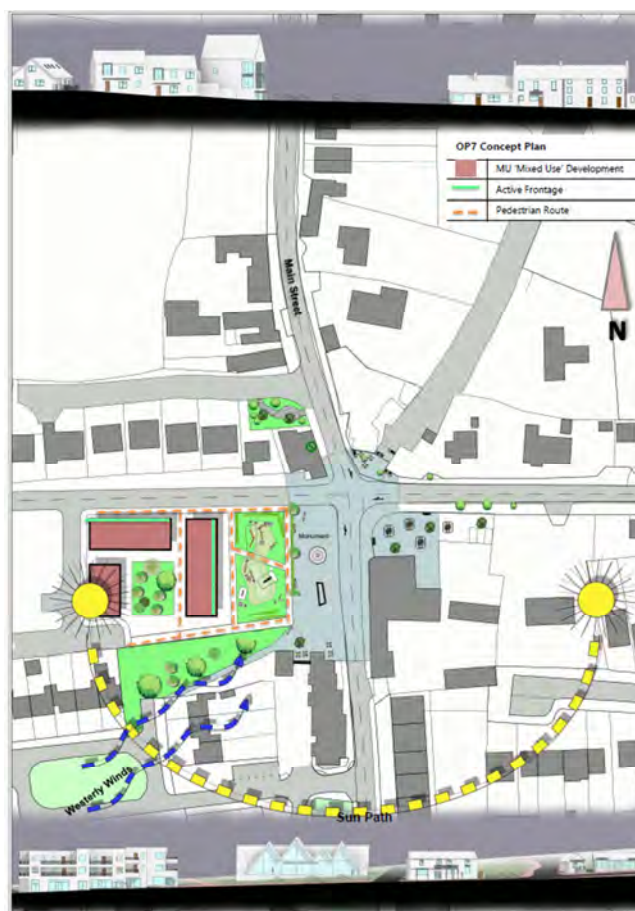 OP7 Concept Plan
MU 'Mixed Use' Development
Active Frontage
Pedestrian Route
N
Main Street
Monument
Westerly Winds
Sun Path